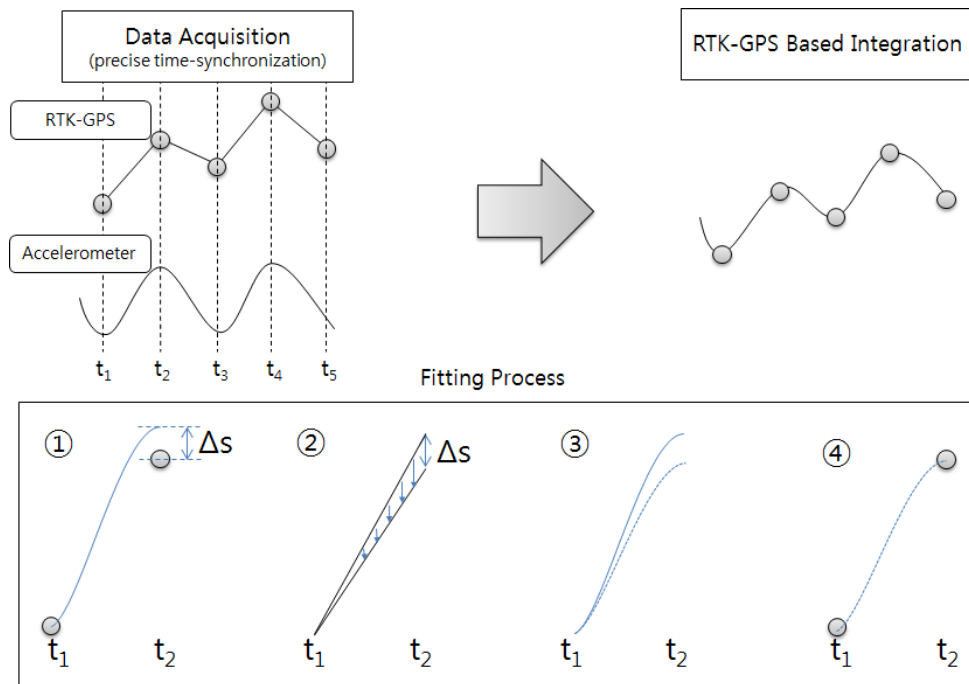 Data Acquisition
(precise time-synchronization)
RTK-GPS Based Integration
RTK-GPS
Accelerometer
t₁ t₂ t₃ t₄ t₅
Fitting Process
① Δs ② Δs ③ ④
t₁ t₂ t₁ t₂ t₁ t₂ t₁ t₂